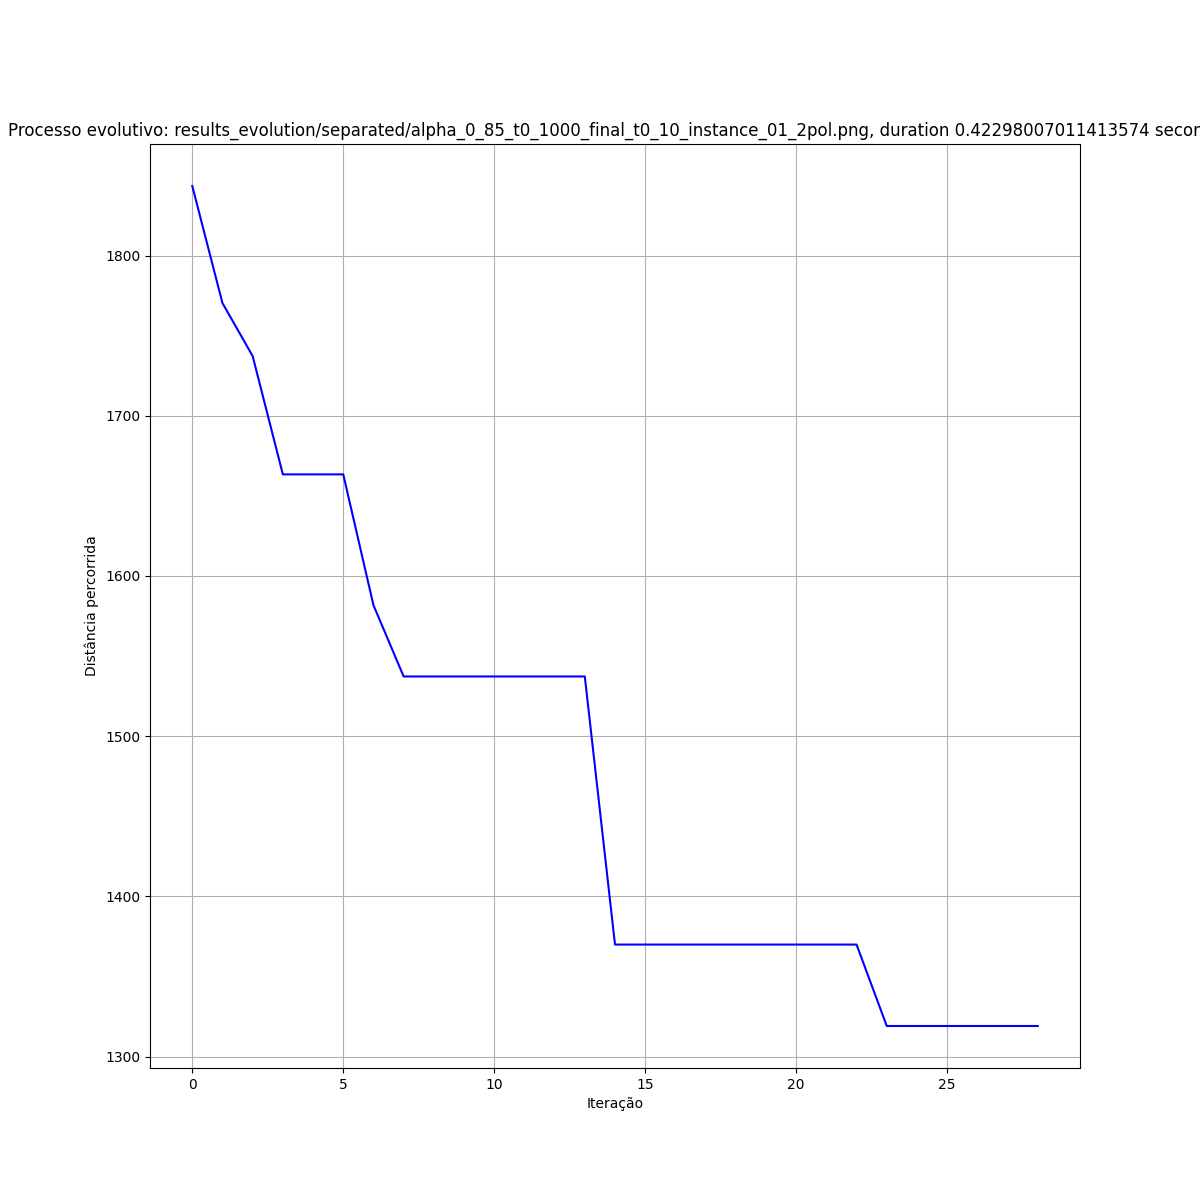 Processo evolutivo: results_evolution/separated/alpha_0_85_t0_1000_final_t0_10_instance_01_2pol.png, duration 0.42298007011413574 secor
Distância percorrida
1800
1700
1600
1500
1400
1300
0 5 10 15 20 25
Iteração